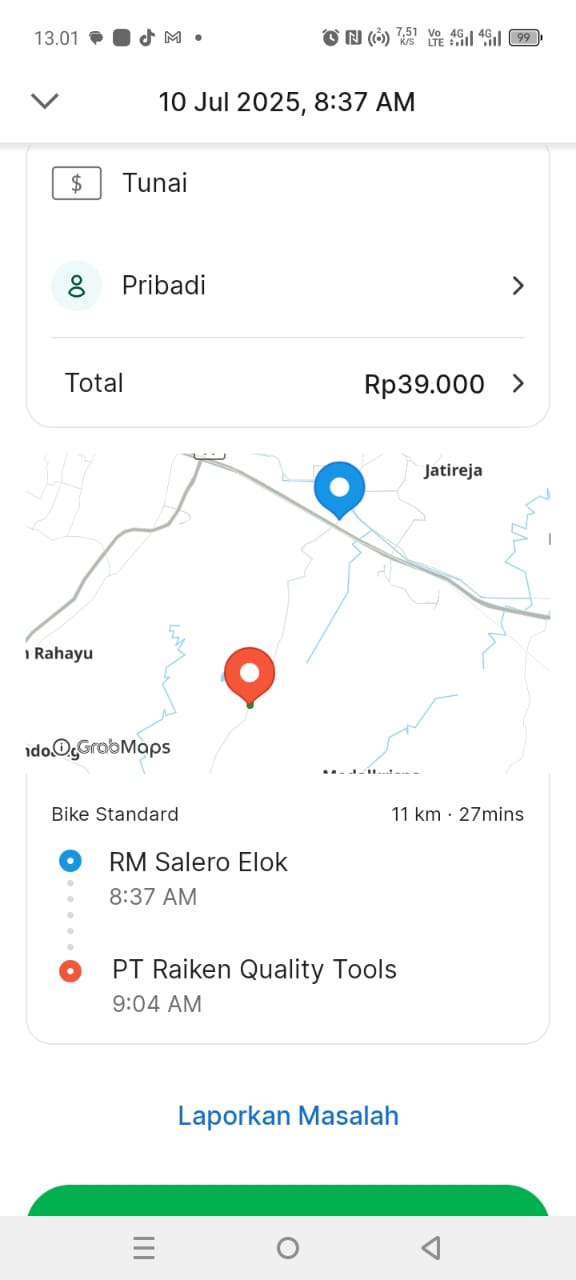 13.01
7,51 K/S
Vo LTE 4G 4G 99
10 Jul 2025, 8:37 AM
$ Tunai
Pribadi
Total Rp39.000
Jatireja
Rahayu
GrabMaps
Bike Standard 11 km · 27mins
RM Salero Elok
8:37 AM
PT Raiken Quality Tools
9:04 AM
Laporkan Masalah